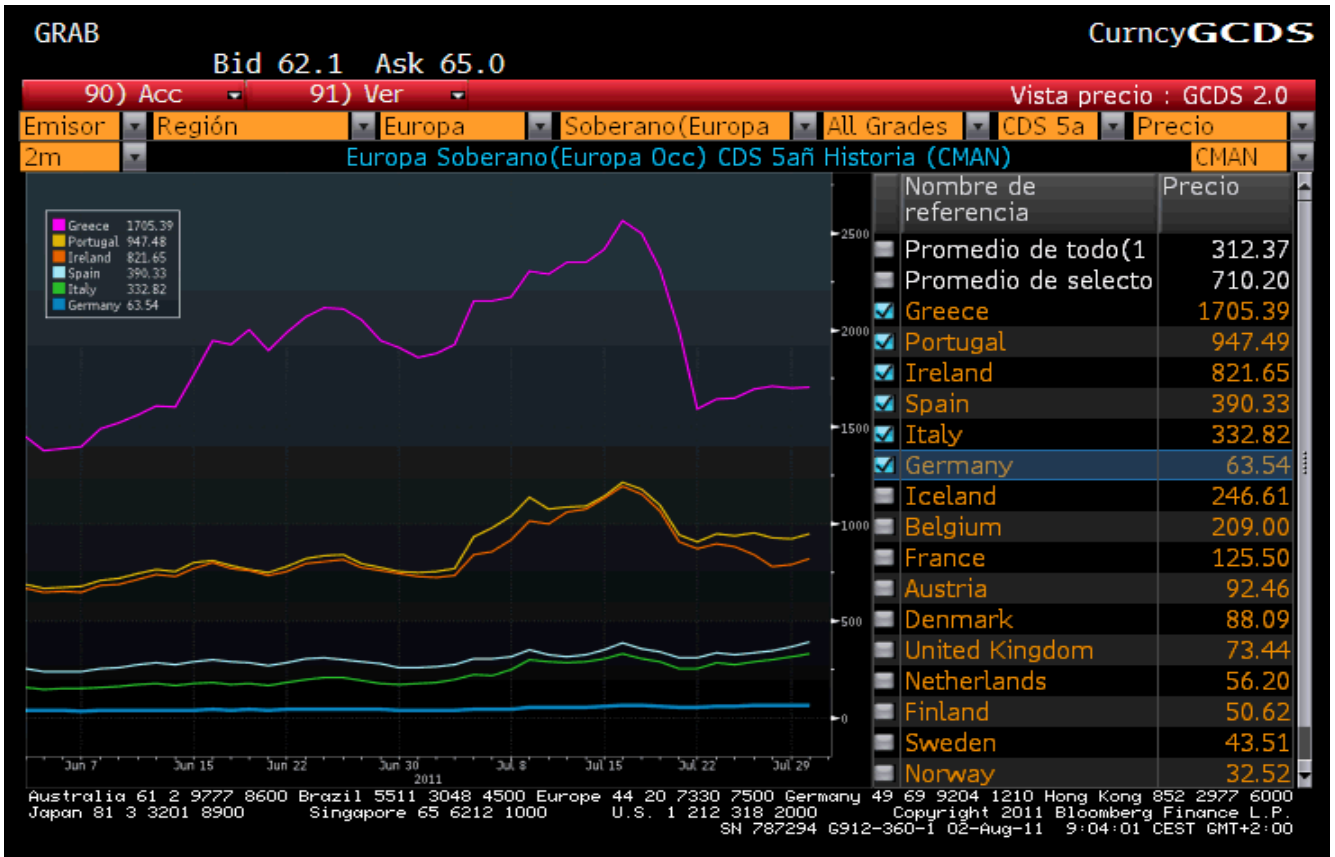 GRAB
CurncyGCDS
Bid 62.1 Ask 65.0
90) Acc 91) Ver Vista precio : GCDS 2.0
Emisor Región Europa Soberano(Europa All Grades CDS 5a Precio
2m Europa Soberano(Europa Occ) CDS 5añ Historia (CMAN) CMAN
Nombre de referencia Precio
Promedio de todo(1 312.37
Promedio de selecto 710.20
Greece 1705.39
Portugal 947.49
Ireland 821.65
Spain 390.33
Italy 332.82
Germany 63.54
Iceland 246.61
Belgium 209.00
France 125.50
Austria 92.46
Denmark 88.09
United Kingdom 73.44
Netherlands 56.20
Finland 50.62
Sweden 43.51
Norway 32.52
Greece 1705.39
Portugal 947.48
Ireland 821.65
Spain 390.33
Italy 332.82
Germany 63.54
2500
2000
1500
1000
500
0
Jun 7 Jun 15 Jun 22 Jun 30 Jul 8 Jul 15 Jul 22 Jul 29
2011
Australia 61 2 9777 8600 Brazil 5511 3048 4500 Europe 44 20 7330 7500 Germany 49 69 9204 1210 Hong Kong 852 2977 6000
Japan 81 3 3201 8900 Singapore 65 6212 1000 U.S. 1 212 318 2000 Copyright 2011 Bloomberg Finance L.P.
SN 787294 G912-360-1 02-Aug-11 9:04:01 CEST GMT+2:00